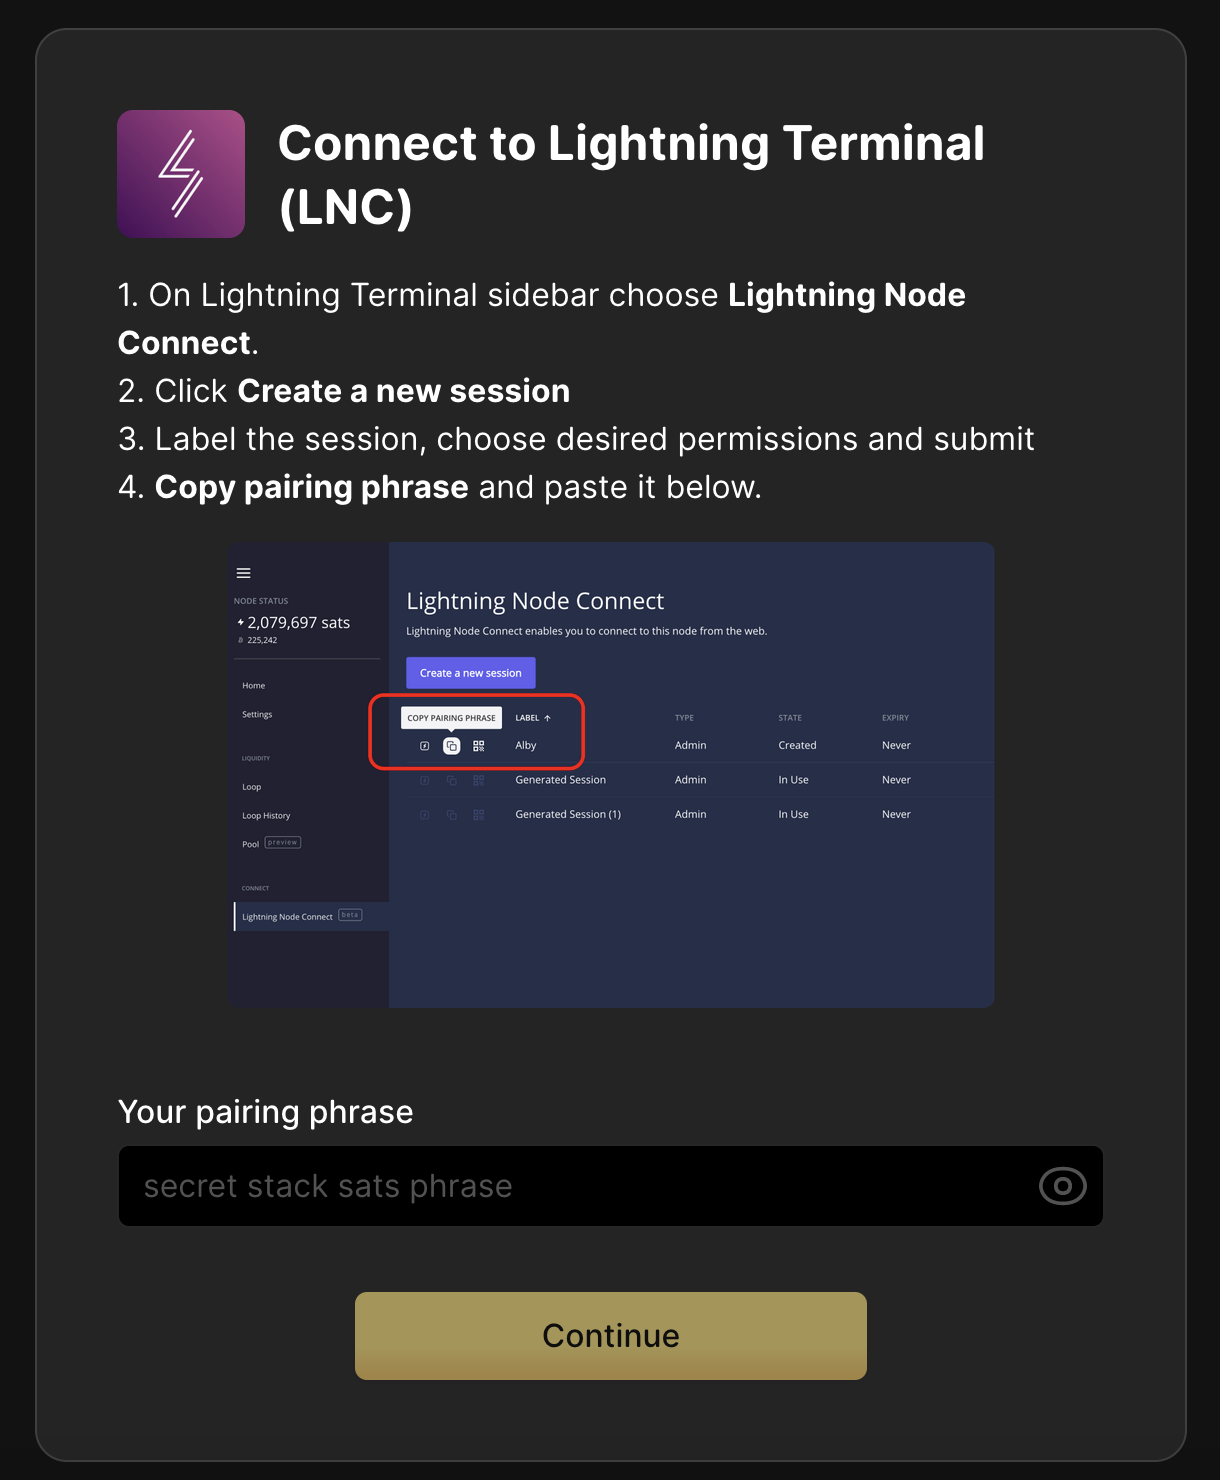 Connect to Lightning Terminal
(LNC)
1. On Lightning Terminal sidebar choose Lightning Node
Connect.
2. Click Create a new session
3. Label the session, choose desired permissions and submit
4. Copy pairing phrase and paste it below.
NODE STATUS
2,079,697 sats
225,242
Home
Settings
LIQUIDITY
Loop
Loop History
Pool preview
CONNECT
Lightning Node Connect beta
Lightning Node Connect
Lightning Node Connect enables you to connect to this node from the web.
Create a new session
COPY PAIRING PHRASE LABEL ↑ TYPE STATE EXPIRY
Alby Admin Created Never
Generated Session Admin In Use Never
Generated Session (1) Admin In Use Never
Your pairing phrase
secret stack sats phrase
Continue